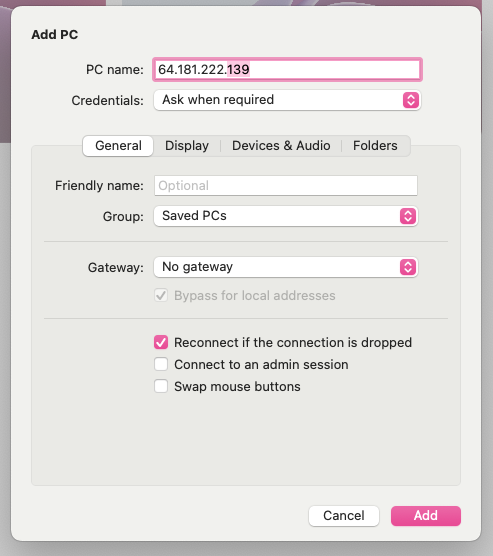 Add PC
PC name: 64.181.222.139
Credentials: Ask when required
General Display Devices & Audio Folders
Friendly name: Optional
Group: Saved PCs
Gateway: No gateway
Bypass for local addresses
Reconnect if the connection is dropped
Connect to an admin session
Swap mouse buttons
Cancel Add